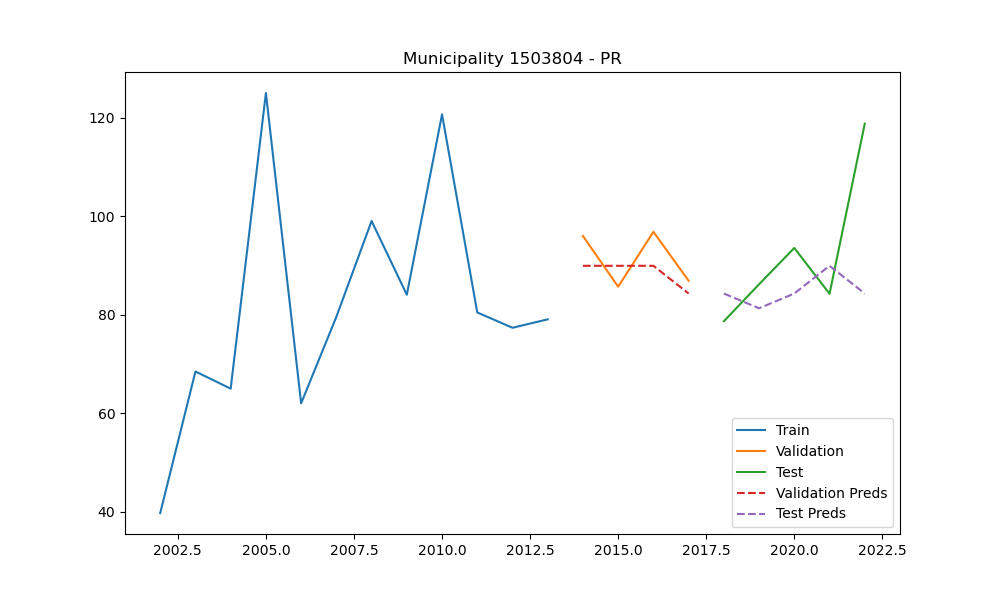 Municipality 1503804 - PR
120
100
80
60
40
2002.5 2005.0 2007.5 2010.0 2012.5 2015.0 2017.5 2020.0 2022.5
Train
Validation
Test
Validation Preds
Test Preds